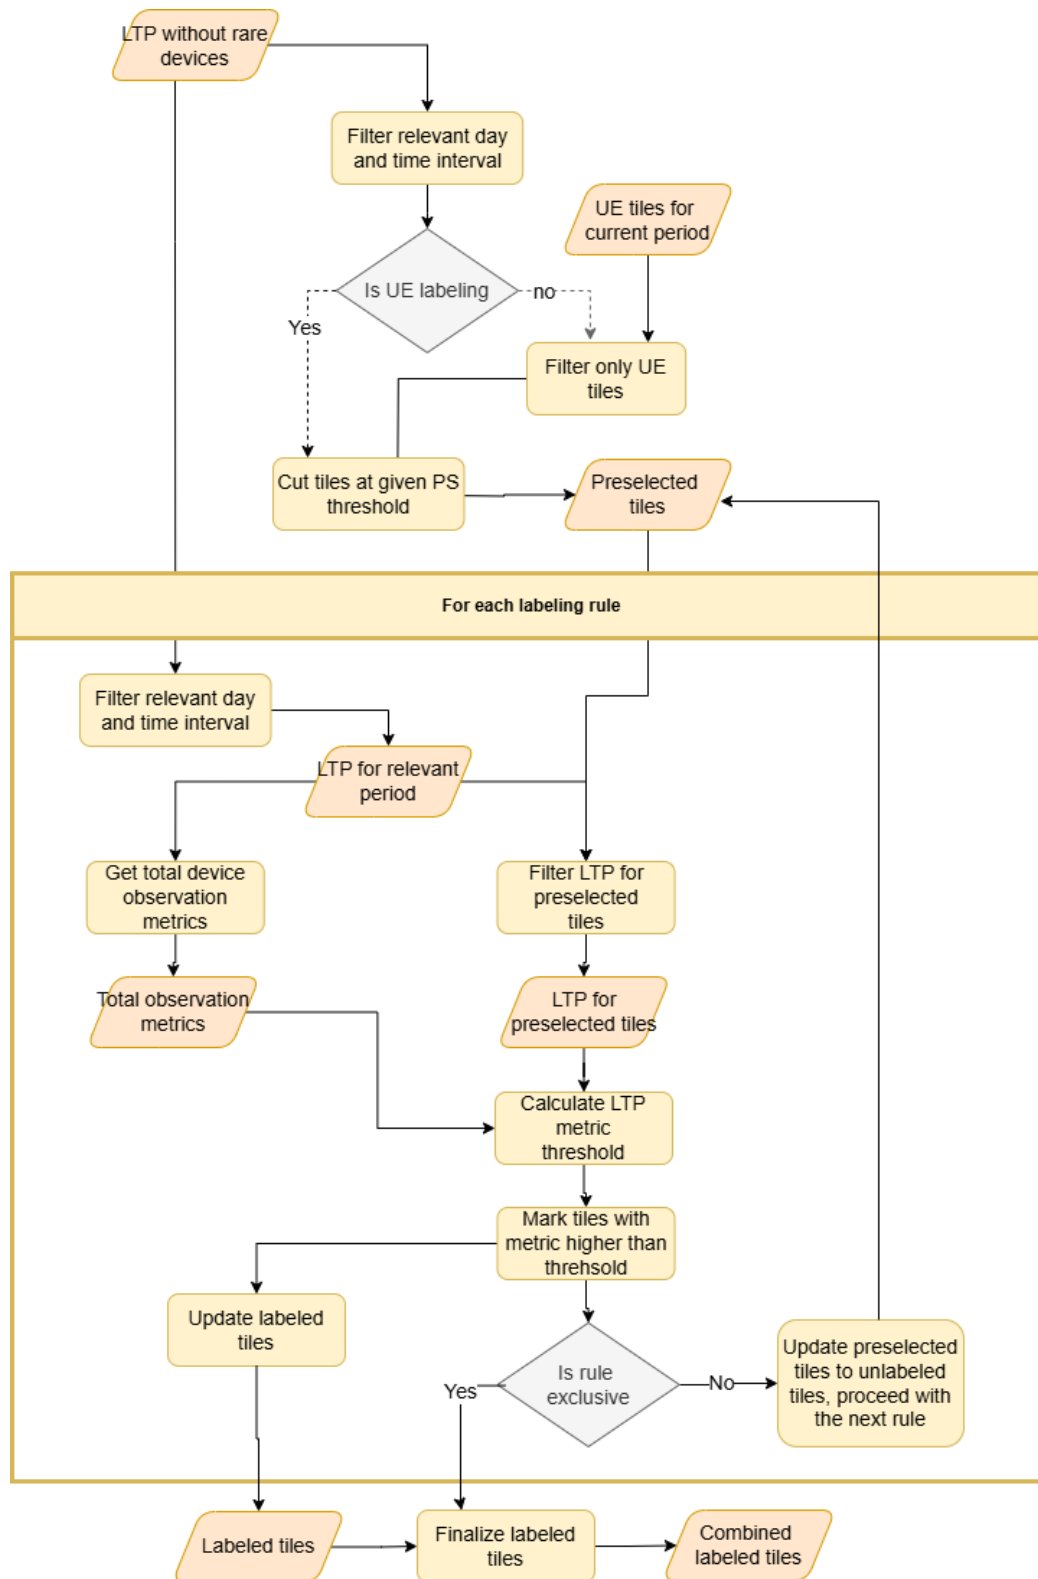 LTP without rare
devices
Filter relevant day
and time interval
UE tiles for
current period
Is UE labeling
no
Yes
Filter only UE
tiles
Cut tiles at given PS
threshold
Preselected
tiles
For each labeling rule
Filter relevant day
and time interval
LTP for relevant
period
Get total device
observation
metrics
Filter LTP for
preselected
tiles
Total observation
metrics
LTP for
preselected tiles
Calculate LTP
metric
threshold
Mark tiles with
metric higher than
threhsold
Update labeled
tiles
Is rule
exclusive
Yes
No
Update preselected
tiles to unlabeled
tiles, proceed with
the next rule
Labeled tiles
Finalize labeled
tiles
Combined
labeled tiles